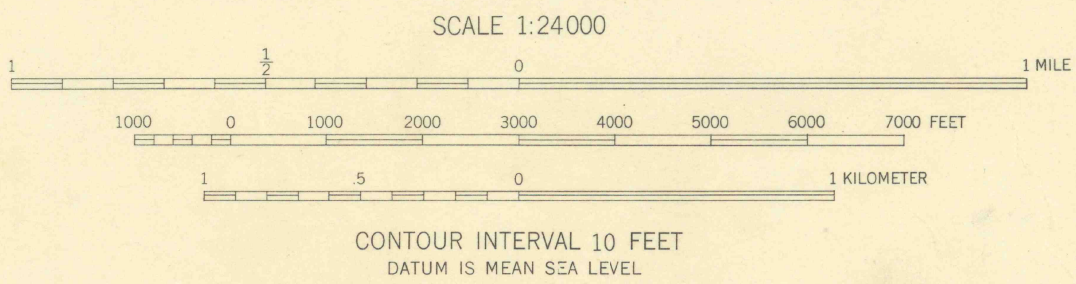 SCALE 1:24000
1 1/2 0 1 MILE
1000 0 1000 2000 3000 4000 5000 6000 7000 FEET
1 .5 0 1 KILOMETER
CONTOUR INTERVAL 10 FEET
DATUM IS MEAN SEA LEVEL